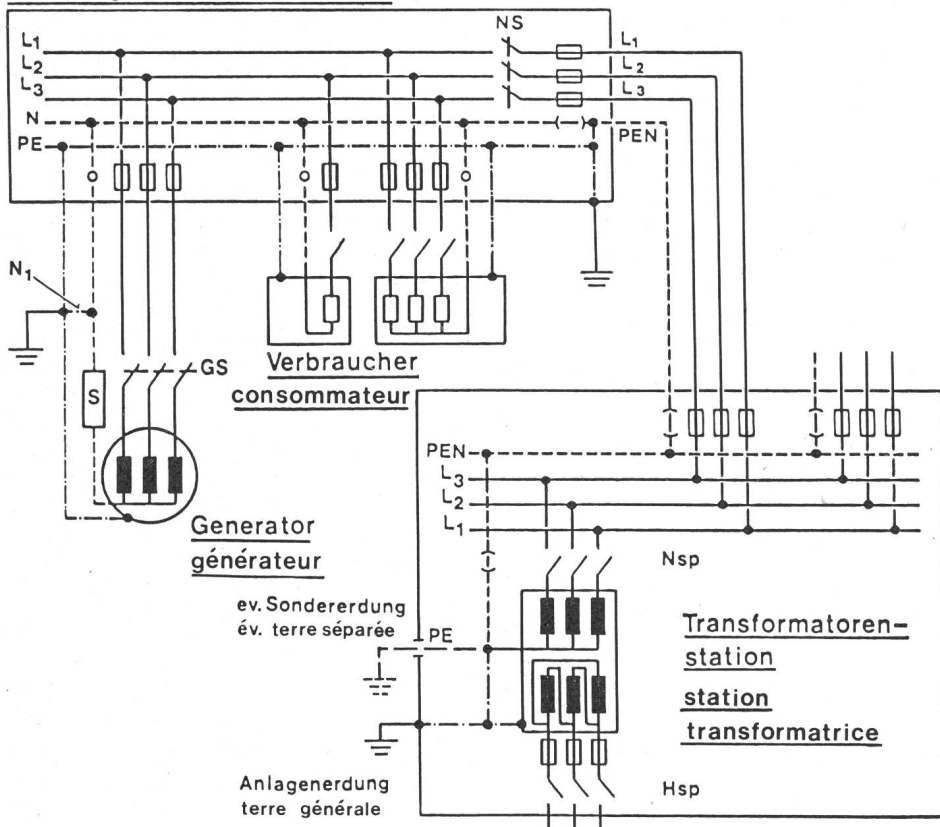 NS
L1
L2
L3
N
PE
L1
L2
L3
PEN
N1
GS
S
Verbraucher
consommateur
Generator
générateur
PEN
L3
L2
L1
Nsp
ev. Sondererdung
év. terre séparée
PE
Transformatoren-
station
station
transformatrice
Anlagenerdung
terre générale
Hsp